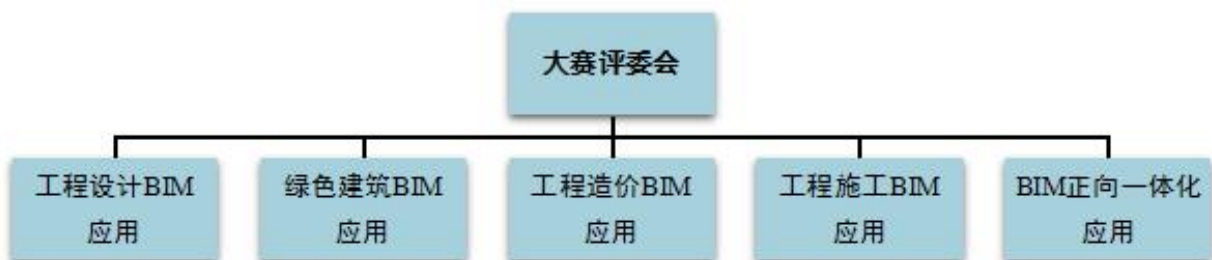 大赛评委会
工程设计BIM
应用
绿色建筑BIM
应用
工程造价BIM
应用
工程施工BIM
应用
BIM正向一体化
应用